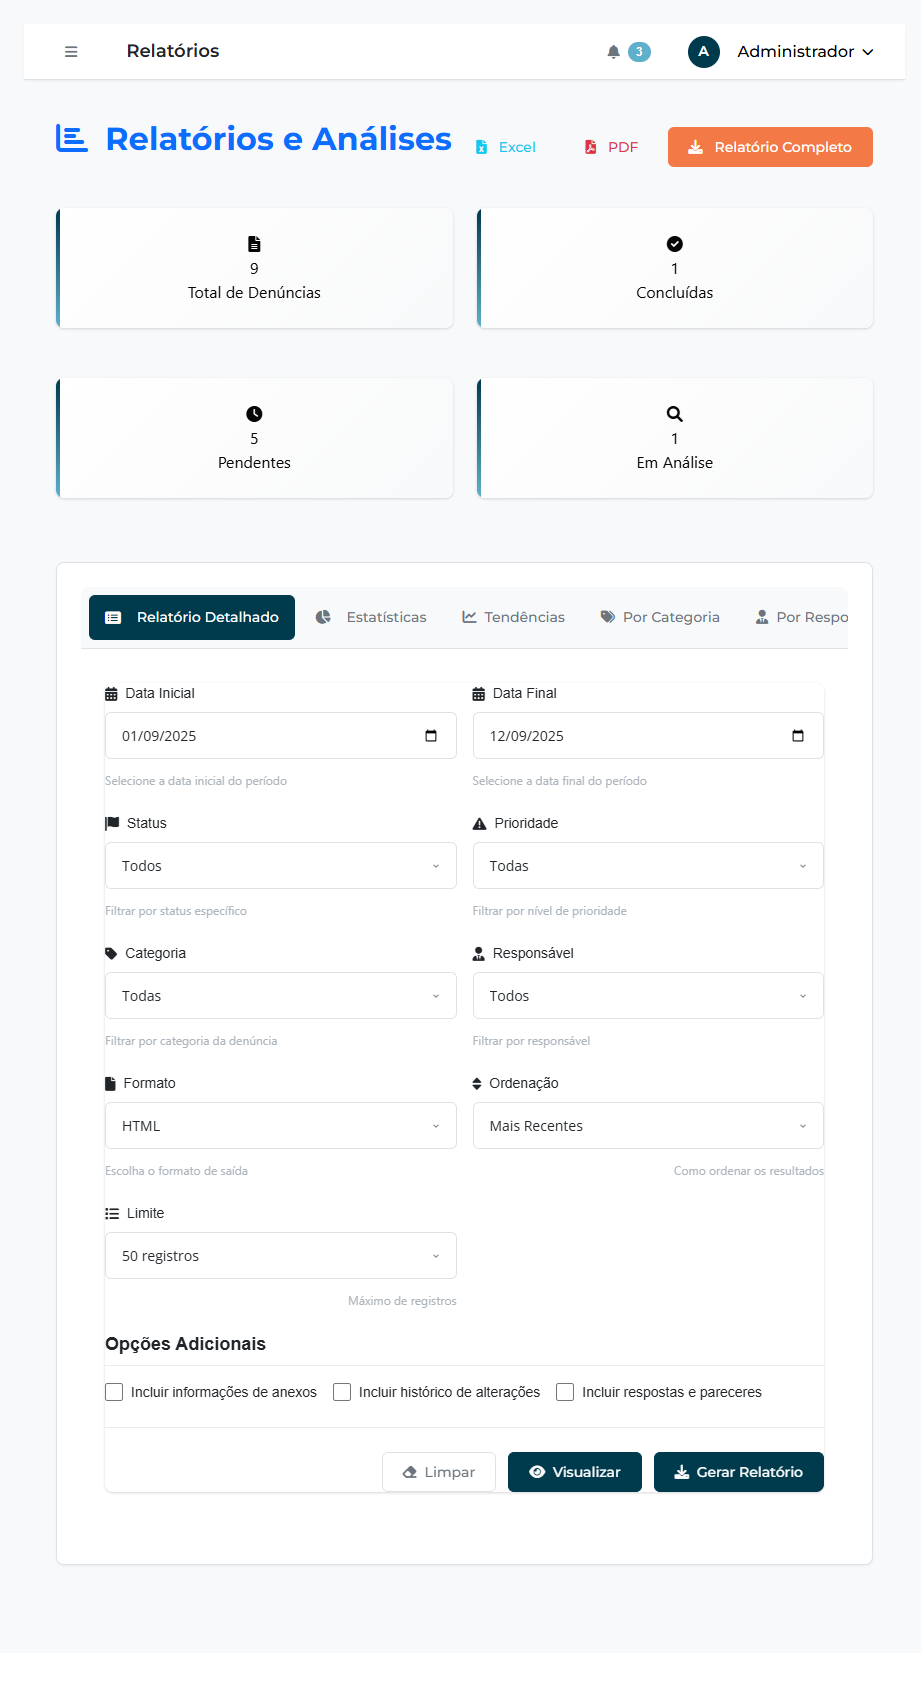 Relatórios
3
A
Administrador
Relatórios e Análises
Excel
PDF
Relatório Completo
9
Total de Denúncias
1
Concluídas
5
Pendentes
1
Em Análise
Relatório Detalhado
Estatísticas
Tendências
Por Categoria
Por Respo
Data Inicial
Data Final
01/09/2025
12/09/2025
Selecione a data inicial do período
Selecione a data final do período
Status
Prioridade
Todos
Todas
Filtrar por status específico
Filtrar por nível de prioridade
Categoria
Responsável
Todas
Todos
Filtrar por categoria da denúncia
Filtrar por responsável
Formato
Ordenação
HTML
Mais Recentes
Escolha o formato de saída
Como ordenar os resultados
Limite
50 registros
Máximo de registros
Opções Adicionais
Incluir informações de anexos
Incluir histórico de alterações
Incluir respostas e pareceres
Limpar
Visualizar
Gerar Relatório